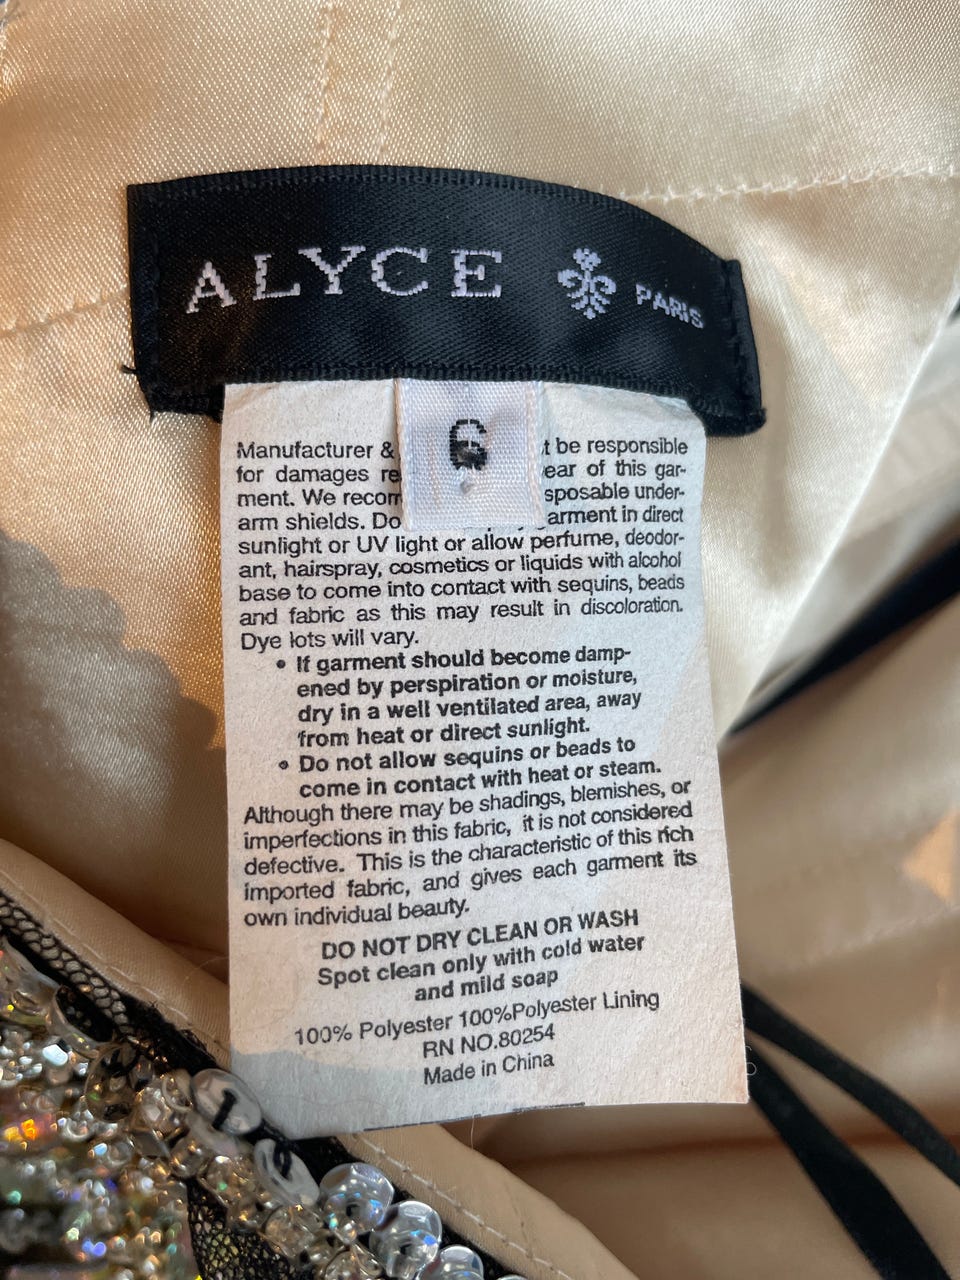 ALYCE PARIS
6
Manufacturer & t be responsible
for damages re ear of this gar-
ment. We recom sposable under-
arm shields. Do garment in direct
sunlight or UV light or allow perfume, deodor-
ant, hairspray, cosmetics or liquids with alcohol
base to come into contact with sequins, beads
and fabric as this may result in discoloration.
Dye lots will vary.
• If garment should become damp-
ened by perspiration or moisture,
dry in a well ventilated area, away
from heat or direct sunlight.
• Do not allow sequins or beads to
come in contact with heat or steam.
Although there may be shadings, blemishes, or
imperfections in this fabric, it is not considered
defective. This is the characteristic of this rich
imported fabric, and gives each garment its
own individual beauty.
DO NOT DRY CLEAN OR WASH
Spot clean only with cold water
and mild soap
100% Polyester 100%Polyester Lining
RN NO.80254
Made in China